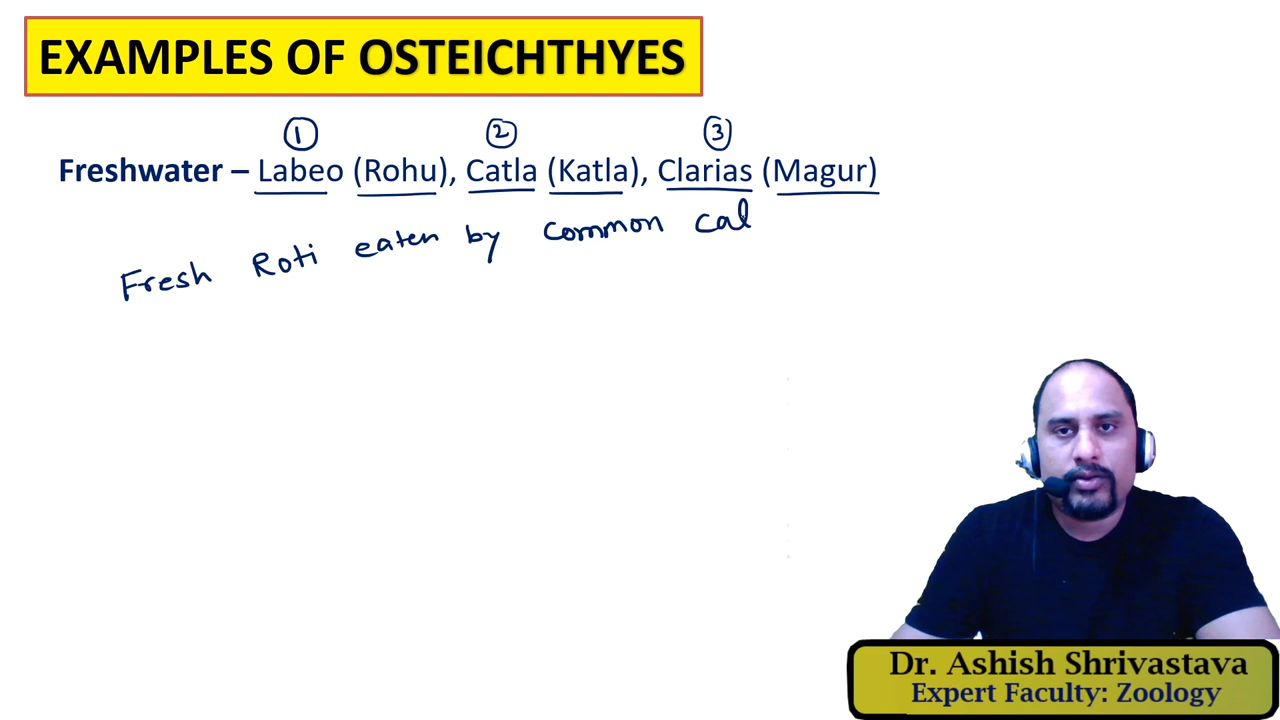 EXAMPLES OF OSTEICHTHYES
① ② ③
Freshwater – Labeo (Rohu), Catla (Katla), Clarias (Magur)
Fresh Roti eaten by common cal
Dr. Ashish Shrivastava
Expert Faculty: Zoology